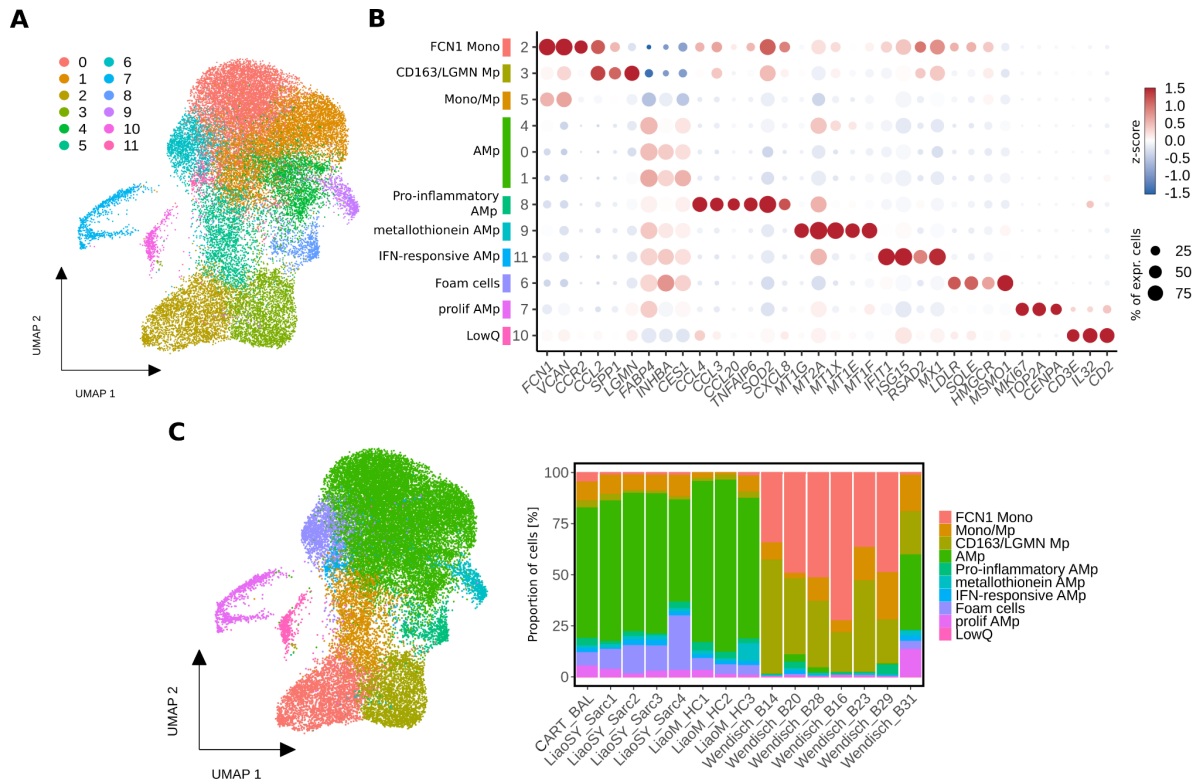 A
0
1
2
3
4
5
6
7
8
9
10
11
UMAP 2
UMAP 1
B
FCN1 Mono 2
CD163/LGMN Mp 3
Mono/Mp 5
4
AMp 0
1
Pro-inflammatory
AMp 8
metallothionein AMp 9
IFN-responsive AMp 11
Foam cells 6
prolif AMp 7
LowQ 10
FCN1
VCAN
CCR2
CCL2
SPP1
LGMN
FABP4
INHBA
CES1
CCL4
CCL3
CCL20
TNFAIP6
SOD2
CXCL8
MT1G
MT2A
MT1X
MT1E
MT1F
IFIT1
ISG15
RSAD2
MX1
LDLR
SQLE
HMGCR
MSMO1
MKI67
TOP2A
CENPA
CD3E
IL32
CD2
z-score
1.5
1.0
0.5
0.0
-0.5
-1.0
-1.5
% of expr. cells
25
50
75
C
UMAP 2
UMAP 1
Proportion of cells [%]
100
75
50
25
0
CART_BAL
LiaoSY_Sarc1
LiaoSY_Sarc2
LiaoSY_Sarc3
LiaoSY_Sarc4
LiaoM_HC1
LiaoM_HC2
LiaoM_HC3
Wendisch_B14
Wendisch_B20
Wendisch_B28
Wendisch_B16
Wendisch_B23
Wendisch_B29
Wendisch_B31
FCN1 Mono
Mono/Mp
CD163/LGMN Mp
AMp
Pro-inflammatory AMp
metallothionein AMp
IFN-responsive AMp
Foam cells
prolif AMp
LowQ